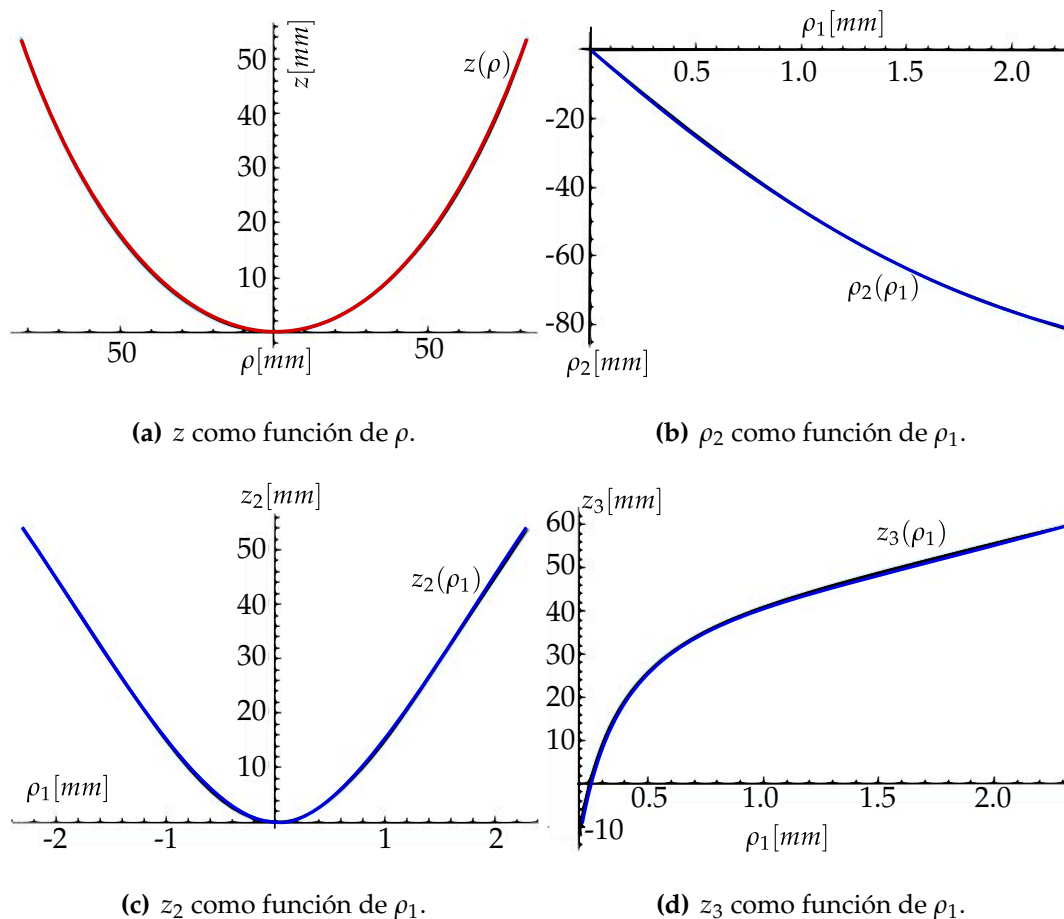 z[mm]
50
40
30
20
10
z(ρ)
50
50
ρ[mm]
(a) z como función de ρ.
ρ₁[mm]
0.5
1.0
1.5
2.0
-20
-40
-60
-80
ρ₂(ρ₁)
ρ₂[mm]
(b) ρ₂ como función de ρ₁.
z₂[mm]
50
40
30
20
10
z₂(ρ₁)
ρ₁[mm]
-2
-1
1
2
(c) z₂ como función de ρ₁.
z₃[mm]
60
50
40
30
20
10
-10
z₃(ρ₁)
0.5
1.0
1.5
2.0
ρ₁[mm]
(d) z₃ como función de ρ₁.